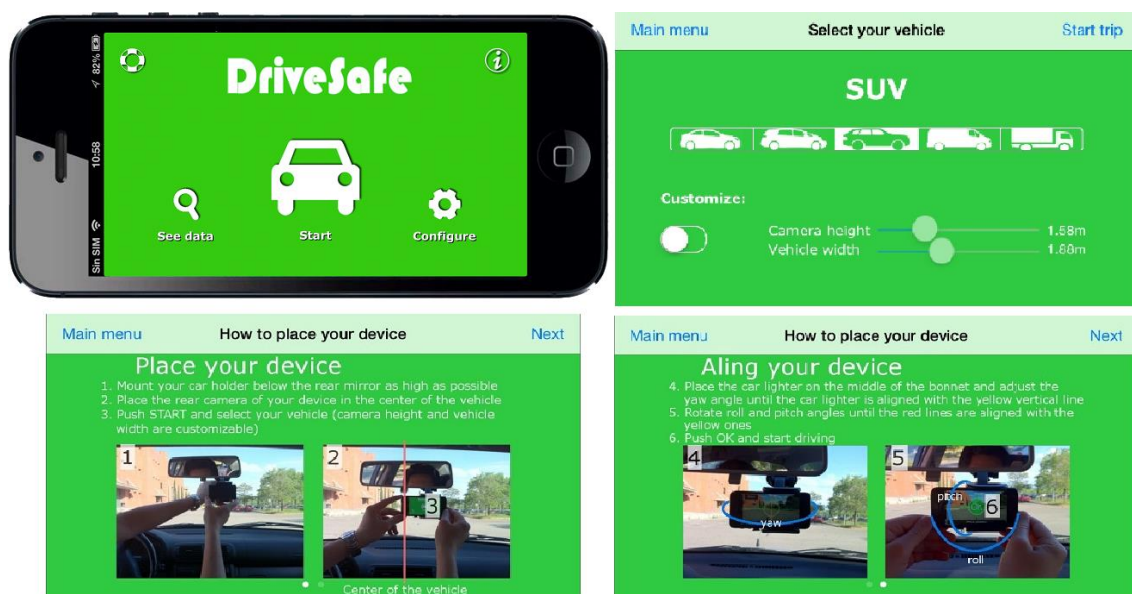 82%
10:58
Sin SIM
DriveSafe
See data
Start
Configure
Main menu
Select your vehicle
Start trip
SUV
Customize:
Camera height
1.58m
Vehicle width
1.88m
Main menu
How to place your device
Next
Place your device
1. Mount your car holder below the rear mirror as high as possible
2. Place the rear camera of your device in the center of the vehicle
3. Push START and select your vehicle (camera height and vehicle
width are customizable)
1
2
3
Center of the vehicle
Main menu
How to place your device
Next
Aling your device
4. Place the car lighter on the middle of the bonnet and adjust the
yaw angle until the car lighter is aligned with the yellow vertical line
5. Rotate roll and pitch angles until the red lines are aligned with the
yellow ones
6. Push OK and start driving
4
yaw
5
pitch
6
roll